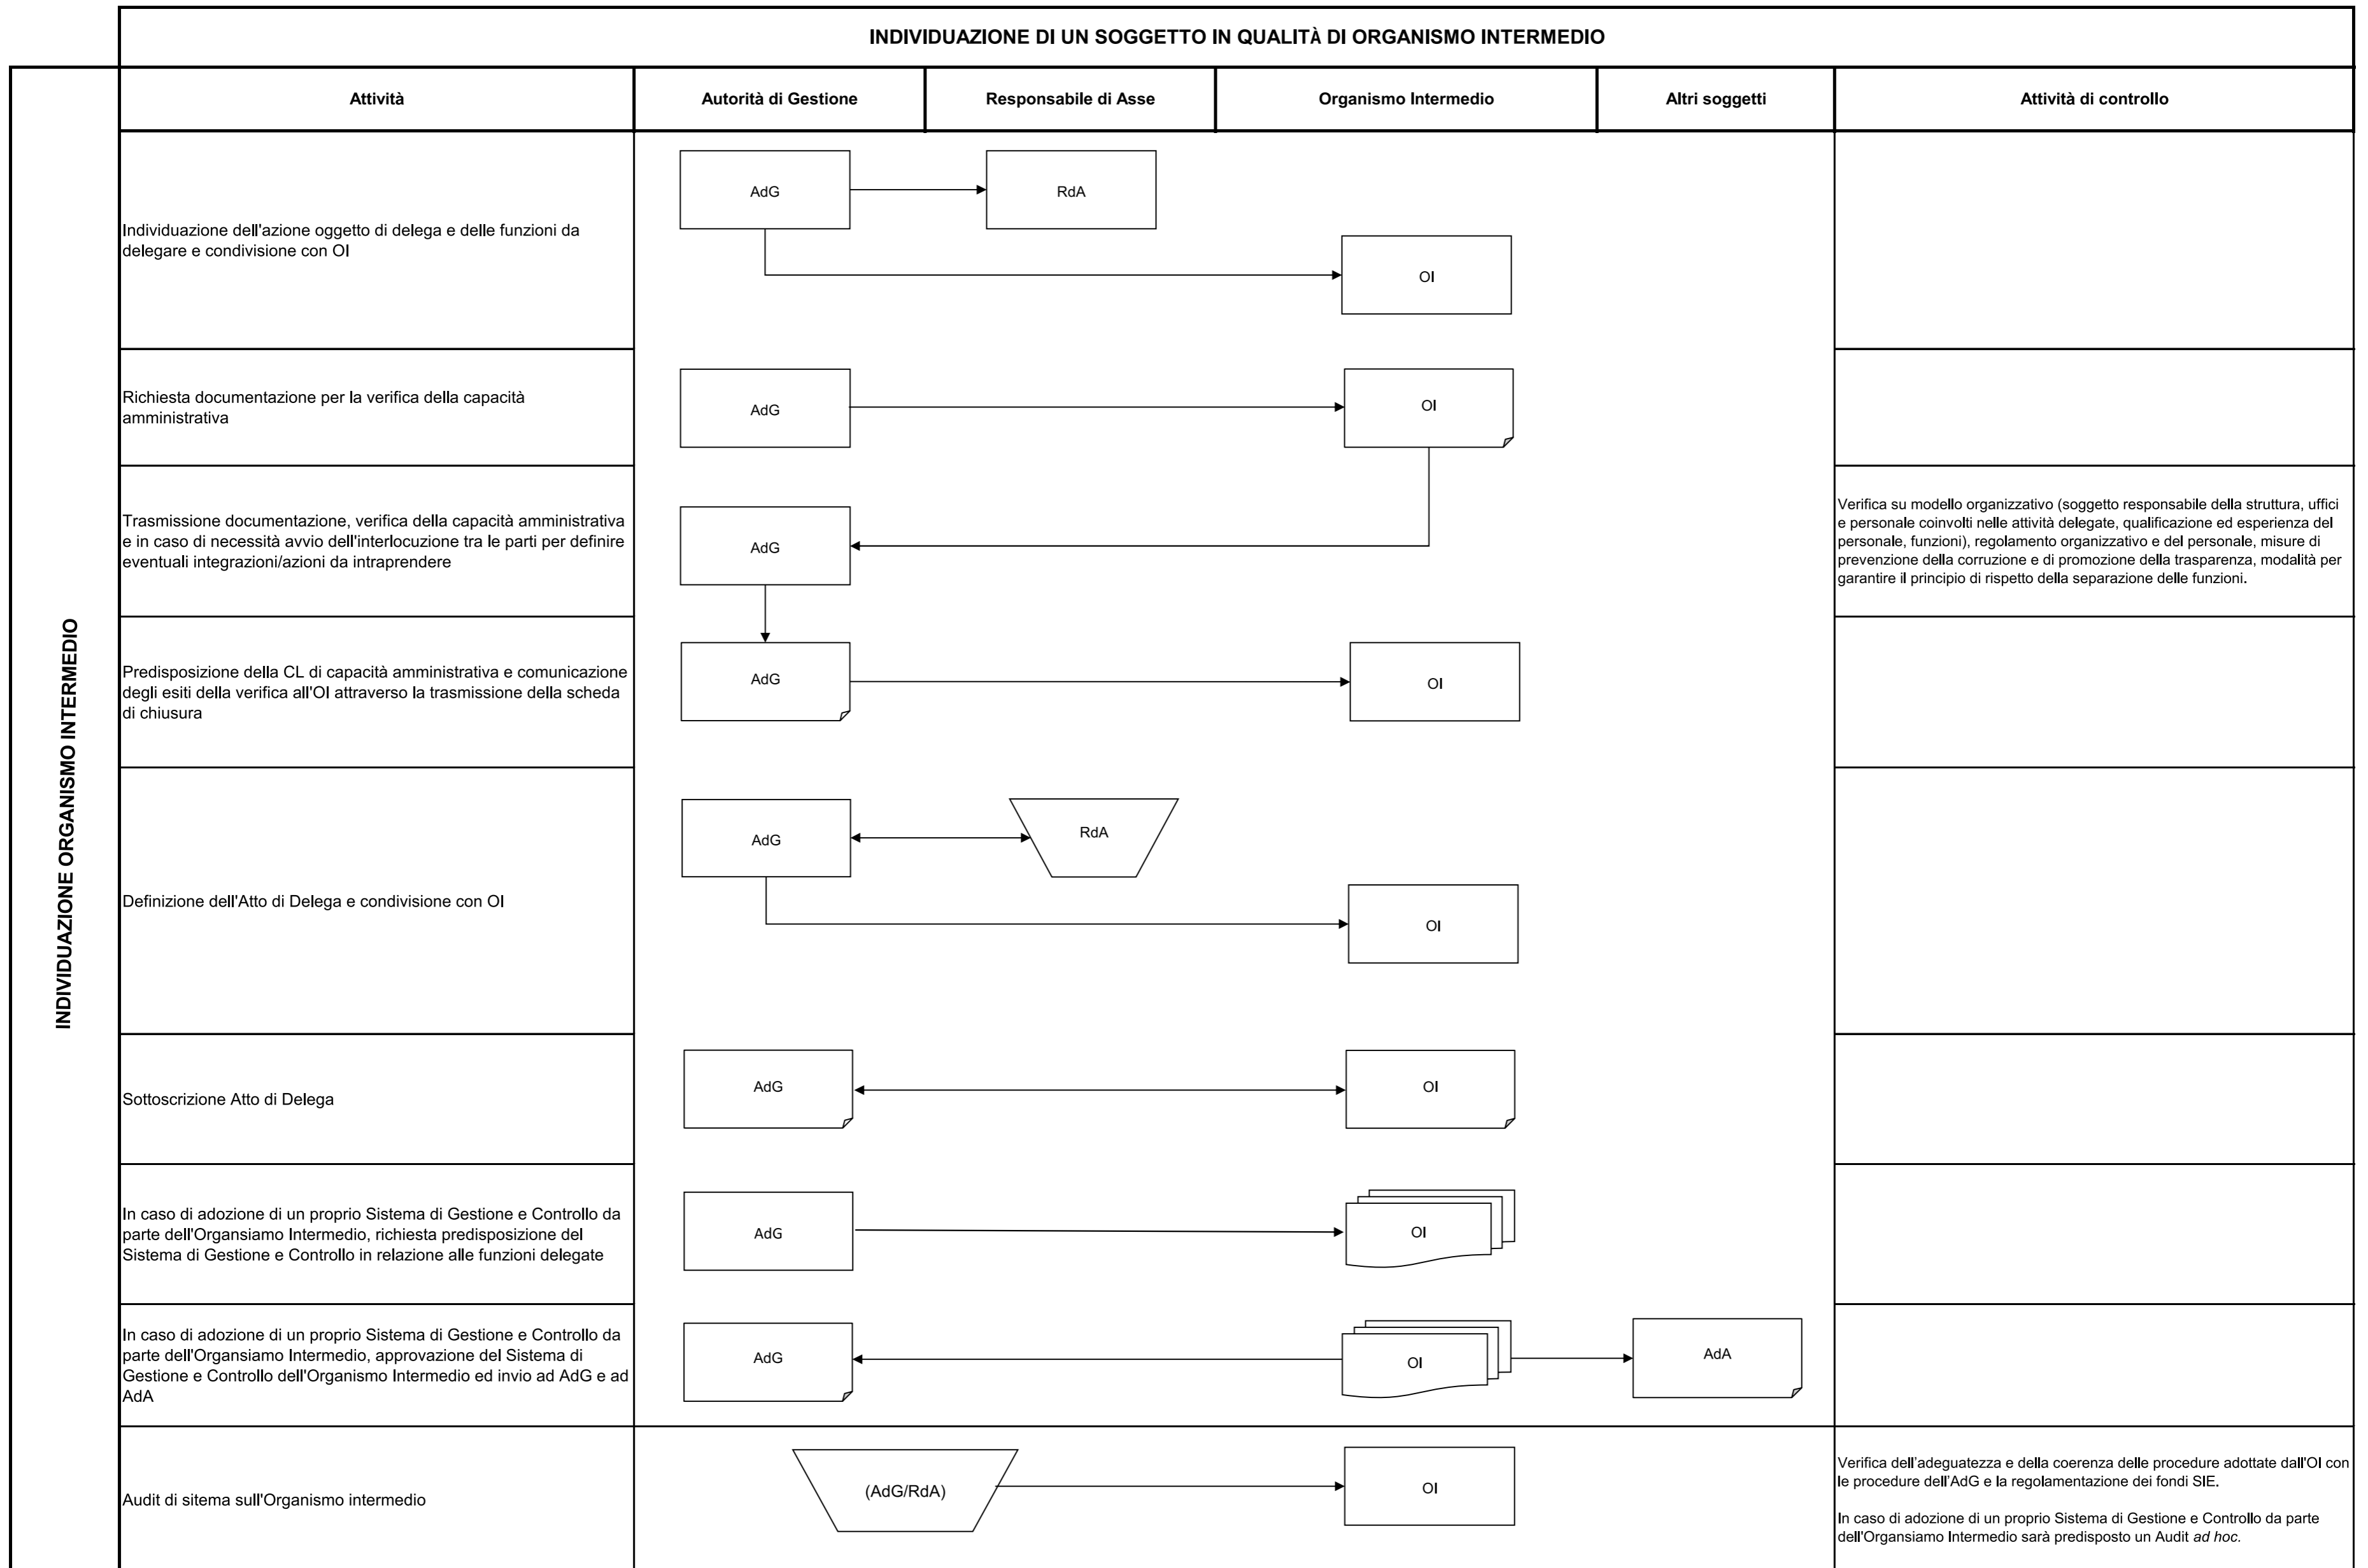 INDIVIDUAZIONE DI UN SOGGETTO IN QUALITÀ DI ORGANISMO INTERMEDIO
INDIVIDUAZIONE ORGANISMO INTERMEDIO
Attività
Autorità di Gestione
Responsabile di Asse
Organismo Intermedio
Altri soggetti
Attività di controllo
Individuazione dell'azione oggetto di delega e delle funzioni da
delegare e condivisione con OI
AdG
RdA
OI
Richiesta documentazione per la verifica della capacità
amministrativa
AdG
OI
Trasmissione documentazione, verifica della capacità amministrativa
e in caso di necessità avvio dell'interlocuzione tra le parti per definire
eventuali integrazioni/azioni da intraprendere
AdG
Verifica su modello organizzativo (soggetto responsabile della struttura, uffici
e personale coinvolti nelle attività delegate, qualificazione ed esperienza del
personale, funzioni), regolamento organizzativo e del personale, misure di
prevenzione della corruzione e di promozione della trasparenza, modalità per
garantire il principio di rispetto della separazione delle funzioni.
Predisposizione della CL di capacità amministrativa e comunicazione
degli esiti della verifica all'OI attraverso la trasmissione della scheda
di chiusura
AdG
OI
Definizione dell'Atto di Delega e condivisione con OI
AdG
RdA
OI
Sottoscrizione Atto di Delega
AdG
OI
In caso di adozione di un proprio Sistema di Gestione e Controllo da
parte dell'Organsiamo Intermedio, richiesta predisposizione del
Sistema di Gestione e Controllo in relazione alle funzioni delegate
AdG
OI
In caso di adozione di un proprio Sistema di Gestione e Controllo da
parte dell'Organsiamo Intermedio, approvazione del Sistema di
Gestione e Controllo dell'Organismo Intermedio ed invio ad AdG e ad
AdA
AdG
OI
AdA
Audit di sitema sull'Organismo intermedio
(AdG/RdA)
OI
Verifica dell'adeguatezza e della coerenza delle procedure adottate dall'OI con
le procedure dell'AdG e la regolamentazione dei fondi SIE.
In caso di adozione di un proprio Sistema di Gestione e Controllo da parte
dell'Organsiamo Intermedio sarà predisposto un Audit ad hoc.